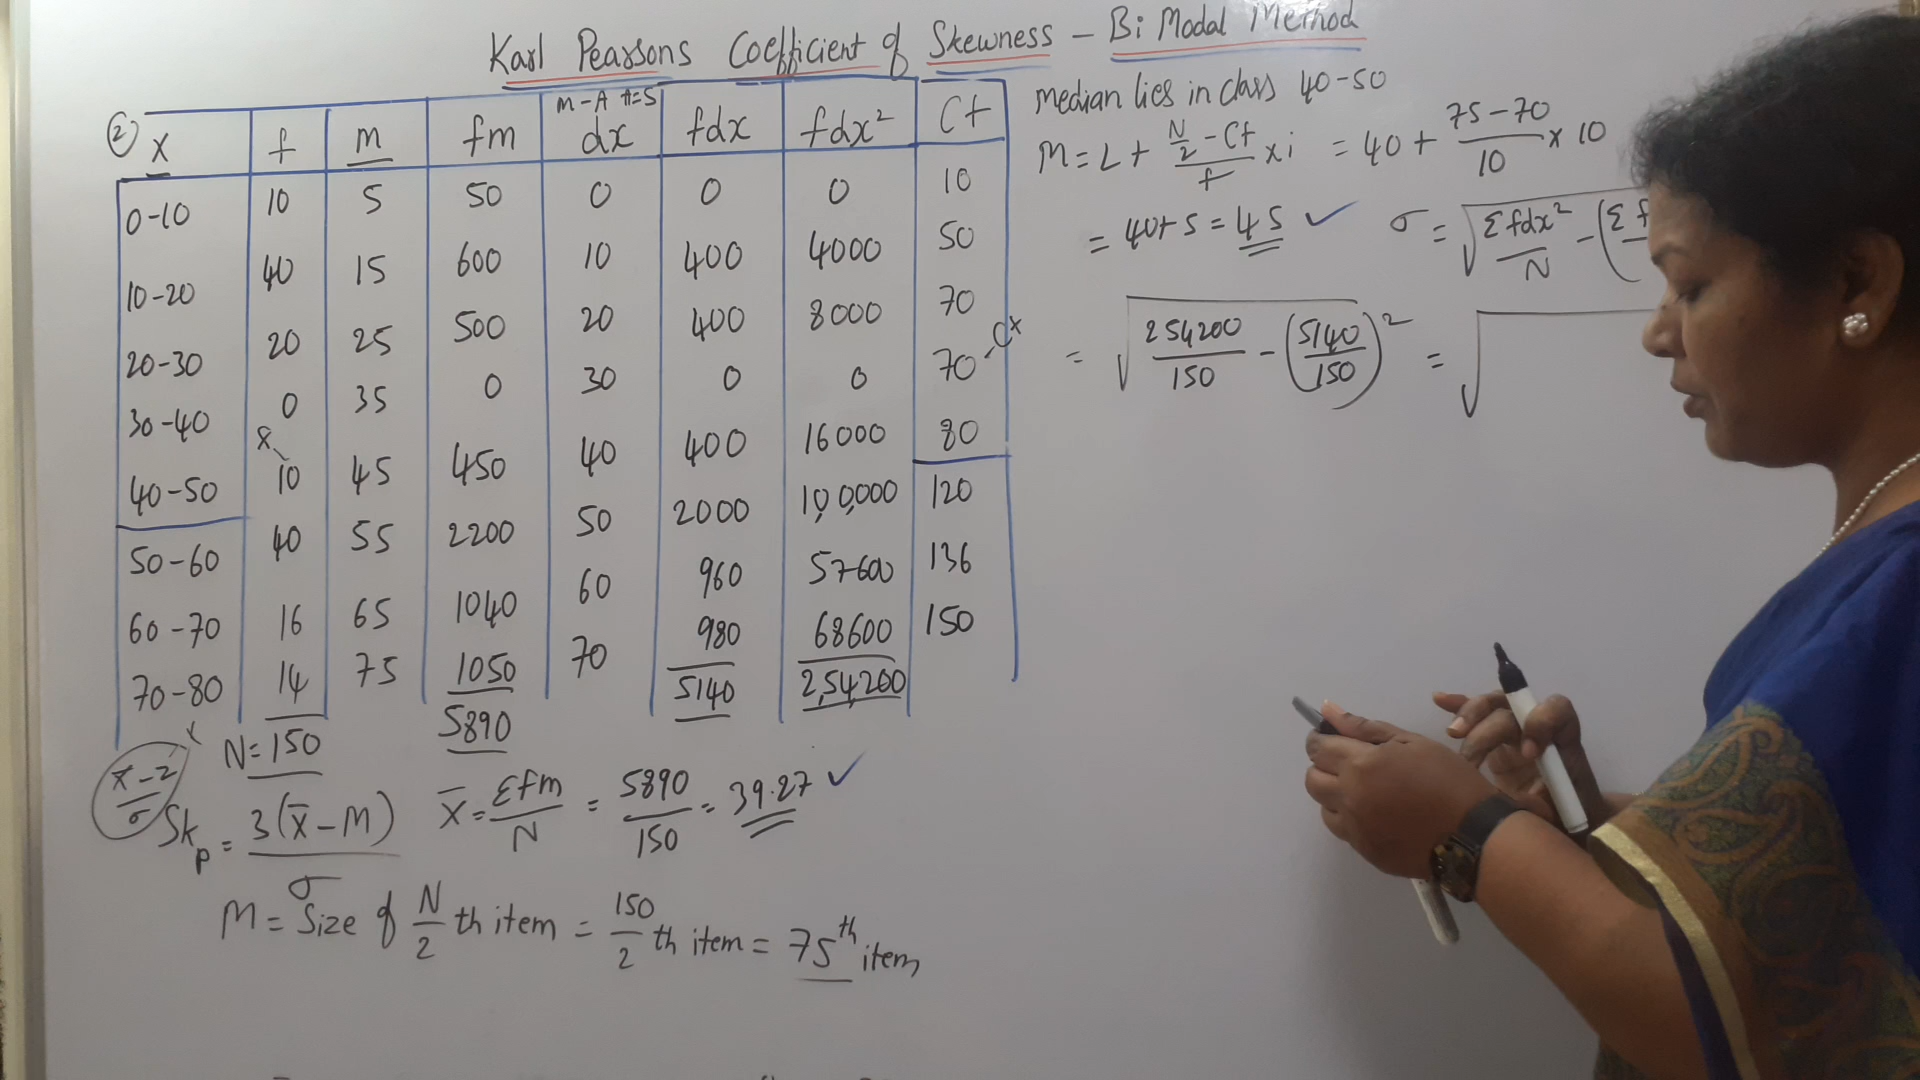 Karl Pearsons Coefficient of Skewness - Bi Modal Method
② X f M fm m-A A=5 dx fdx fdx² Cf
0-10 10 5 50 0 0 0 10
10-20 40 15 600 10 400 4000 50
20-30 20 25 500 20 400 8000 70
30-40 0 35 0 30 0 0 70 - Cf
40-50 f 10 45 450 40 400 16000 80
50-60 40 55 2200 50 2000 1,0,0000 120
60-70 16 65 1040 60 960 57600 136
70-80 14 75 1050 70 980 68600 150
N=150 5890 5140 2,54,200
x̄-Z / σ
Skp = 3(x̄-M) / σ
x̄ = Σfm / N = 5890 / 150 = 39.27 ✓
M = Size of N/2 th item = 150/2 th item = 75th item
median lies in class 40-50
M = L + (N/2 - Cf) / f x i = 40 + (75-70) / 10 x 10
= 40+5 = 45 ✓
σ = √ Σfdx² / N - (Σf
= √ 254200 / 150 - (5140 / 150)² = √